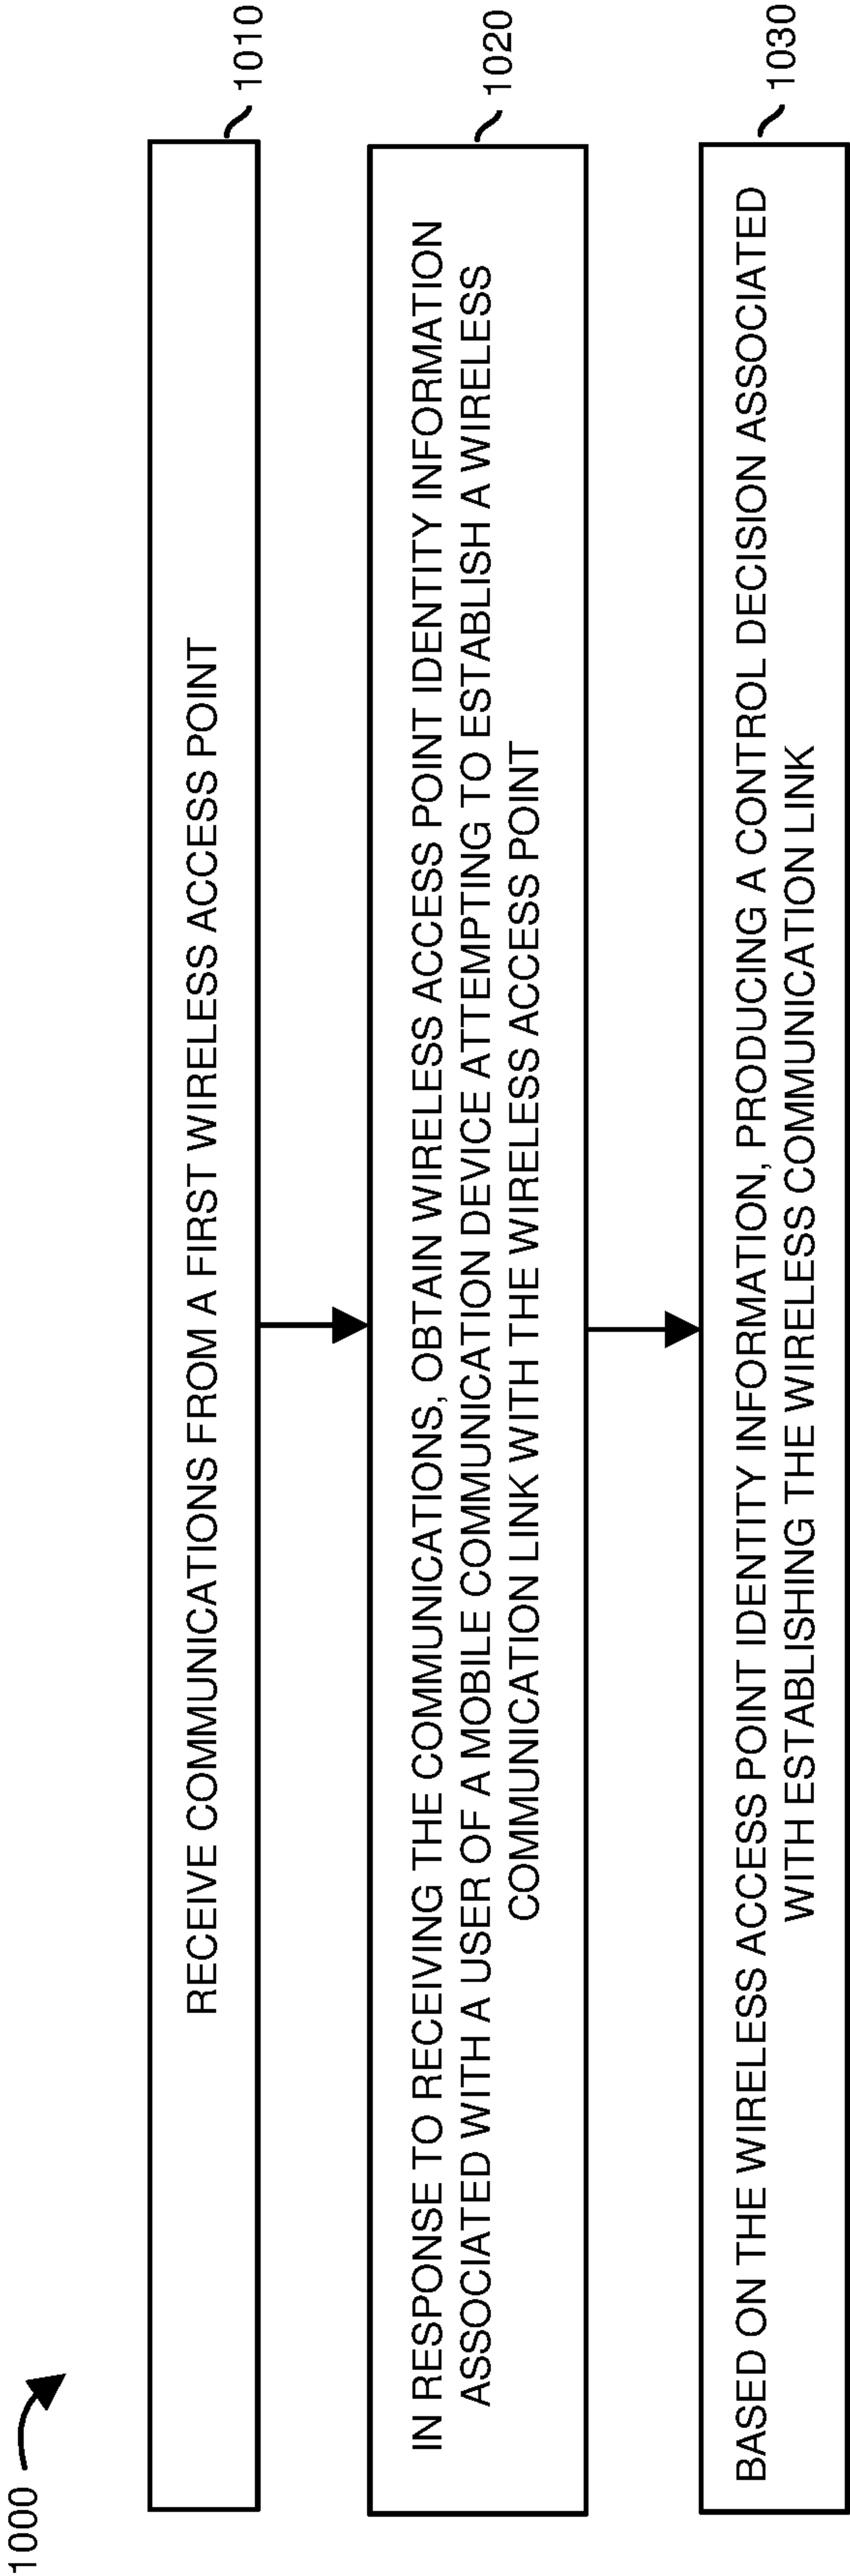 1000
RECEIVE COMMUNICATIONS FROM A FIRST WIRELESS ACCESS POINT
1010
IN RESPONSE TO RECEIVING THE COMMUNICATIONS, OBTAIN WIRELESS ACCESS POINT IDENTITY INFORMATION
ASSOCIATED WITH A USER OF A MOBILE COMMUNICATION DEVICE ATTEMPTING TO ESTABLISH A WIRELESS
COMMUNICATION LINK WITH THE WIRELESS ACCESS POINT
1020
BASED ON THE WIRELESS ACCESS POINT IDENTITY INFORMATION, PRODUCING A CONTROL DECISION ASSOCIATED
WITH ESTABLISHING THE WIRELESS COMMUNICATION LINK
1030